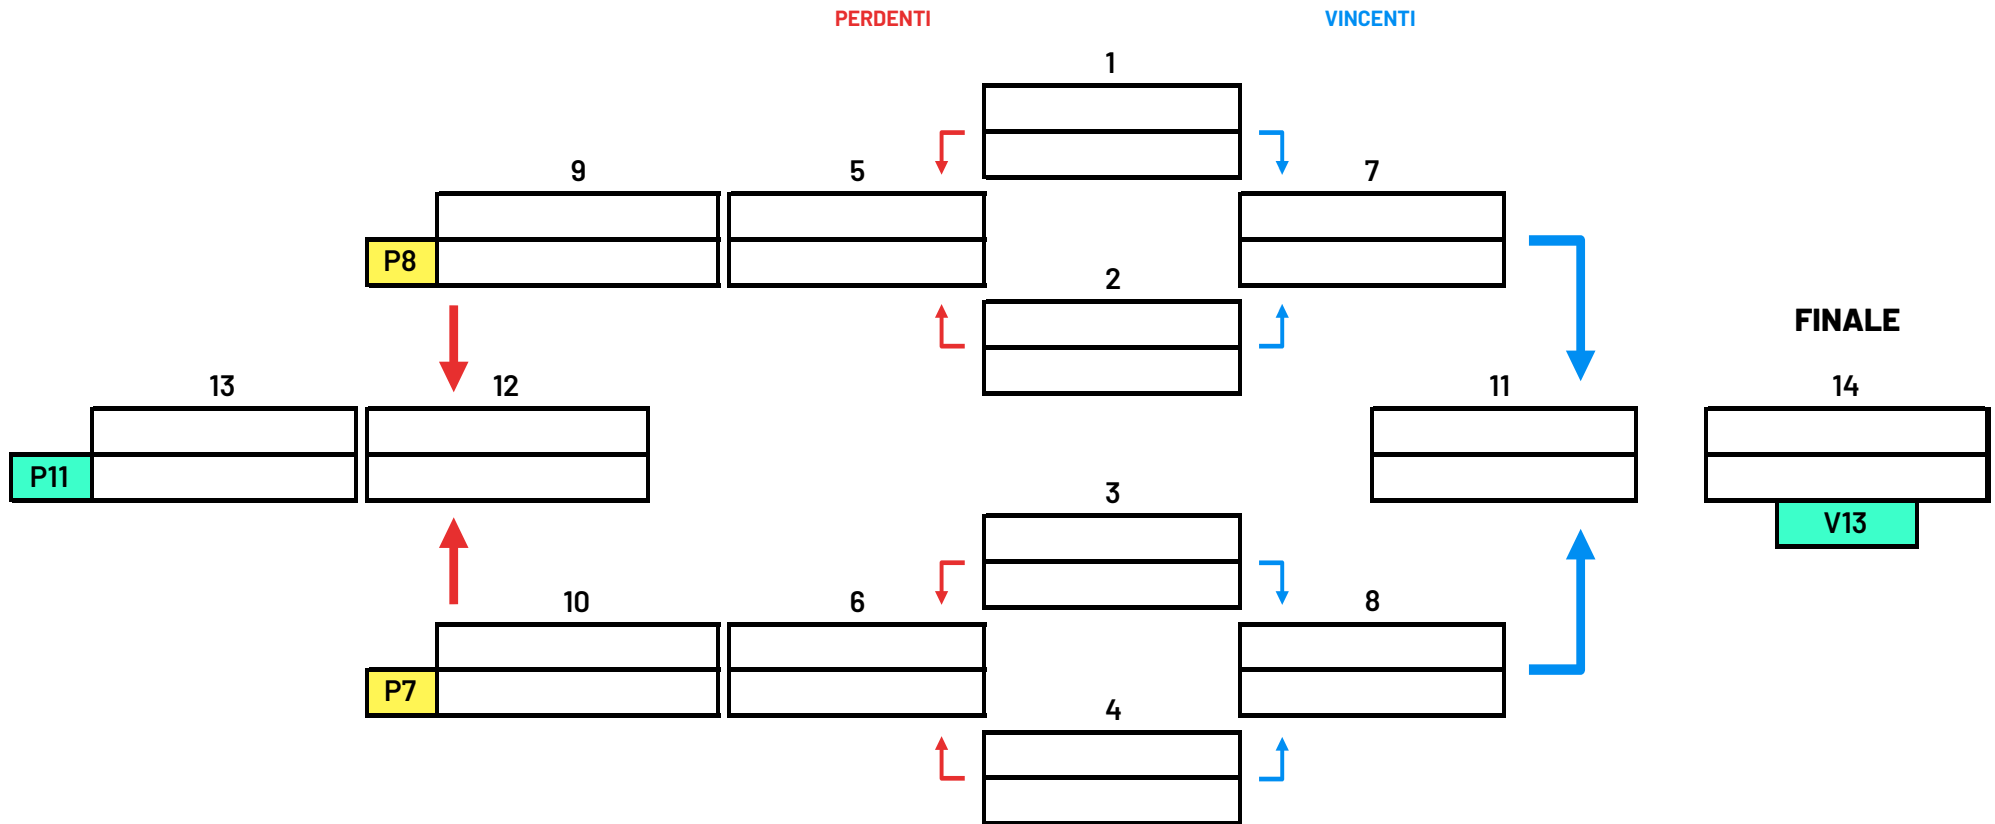 PERDENTI VINCENTI
1
9 5 7
P8
2
FINALE
13 12 11 14
P11
3
V13
10 6 8
P7
4